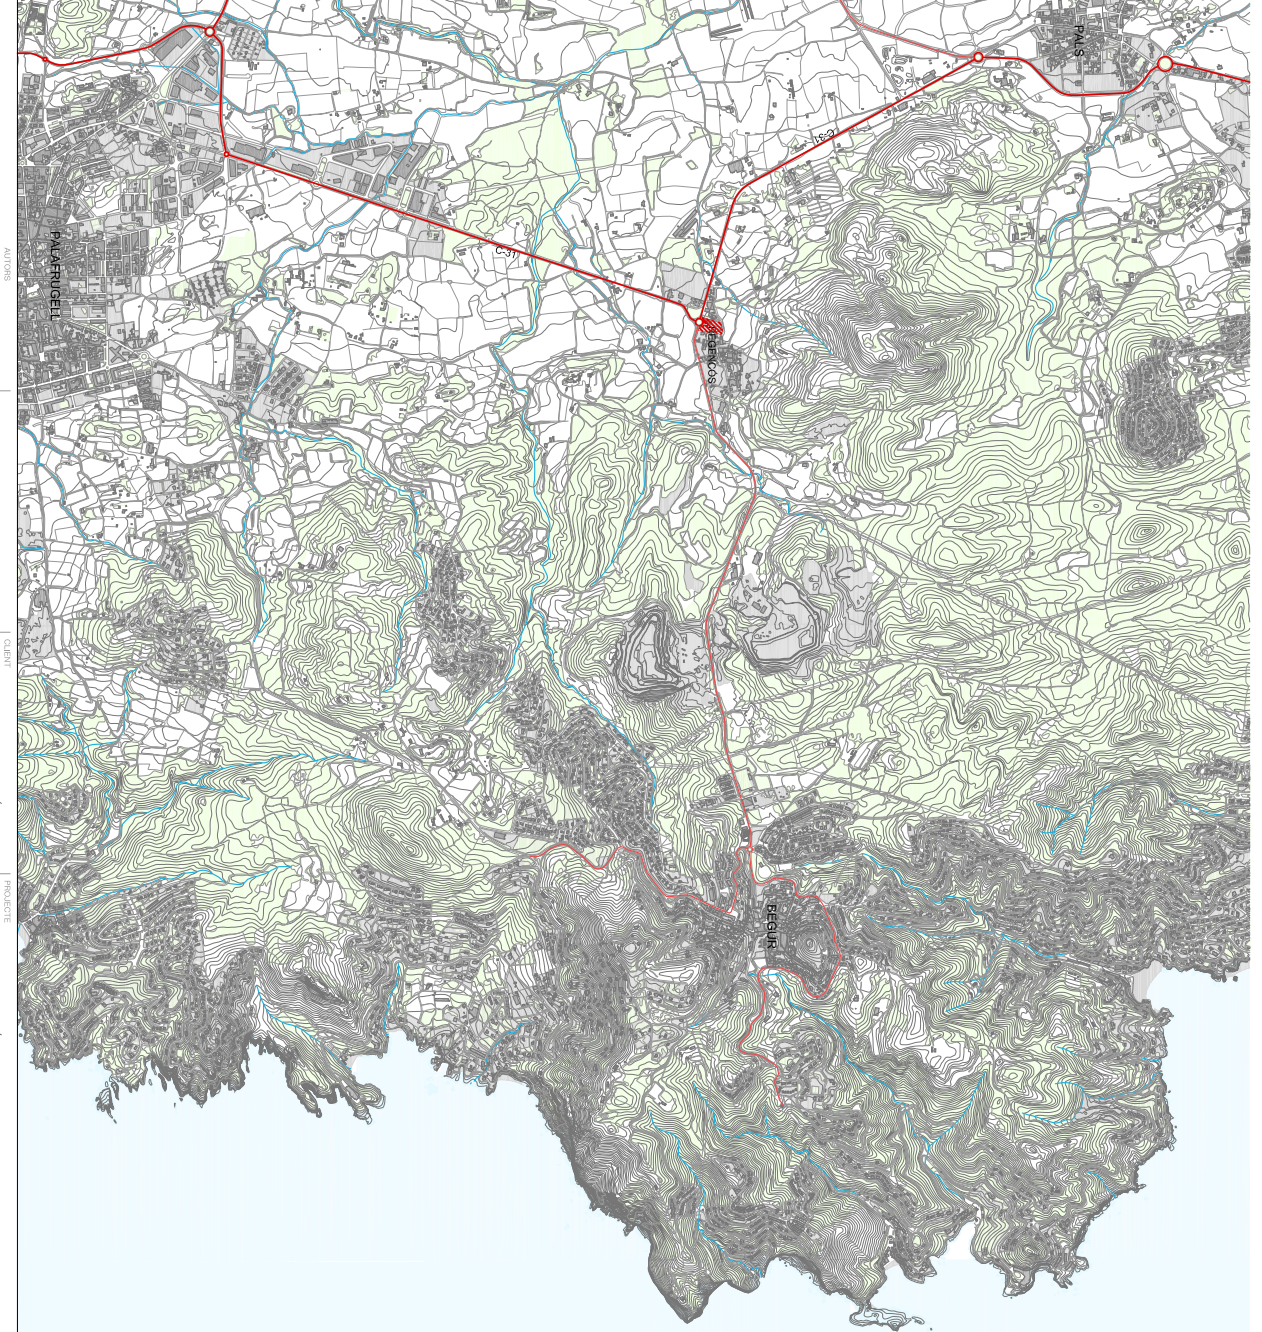 PALS
C-31
C-31
PALAFRUGELL
REGENCÓS
BEGUR
AUTORS
CLIENT
PROJECTE